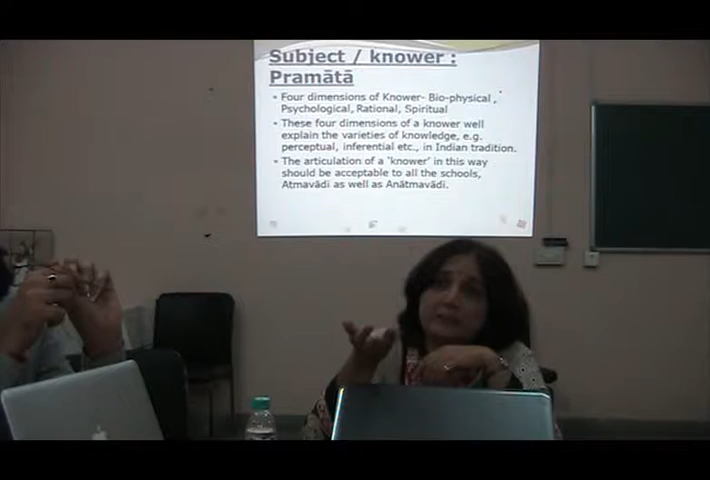 Subject / knower :
Pramātā
• Four dimensions of Knower- Bio-physical ,
Psychological, Rational, Spiritual
• These four dimensions of a knower well
explain the varieties of knowledge, e.g.
perceptual, inferential etc., in Indian tradition.
• The articulation of a 'knower' in this way
should be acceptable to all the schools,
Atmavādi as well as Anātmavādi.